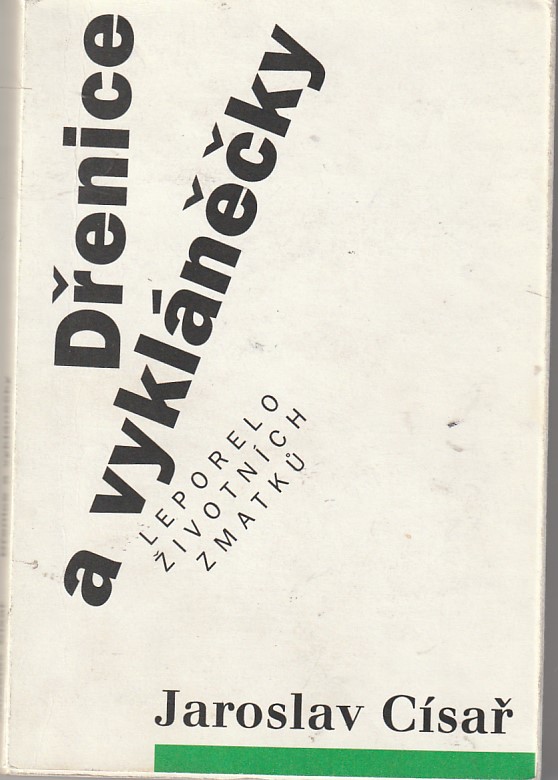 Dřenice
a vykláněčky
LEPORELO
ŽIVOTNÍCH
ZMATKŮ
Jaroslav Císař